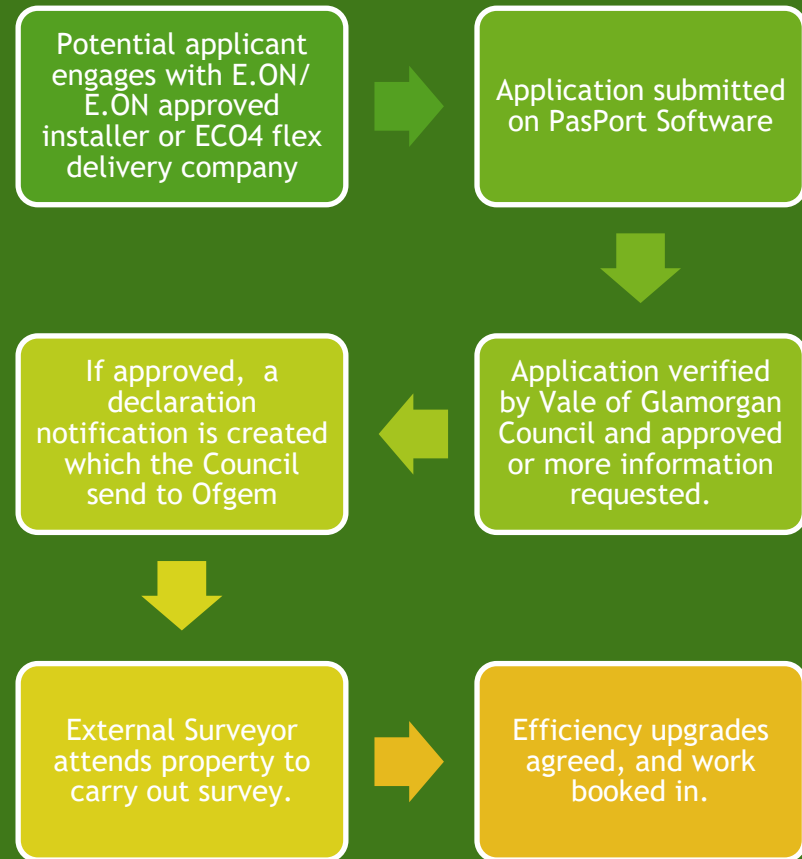 Potential applicant
engages with E.ON/
E.ON approved
installer or ECO4 flex
delivery company
Application submitted
on PasPort Software
Application verified
by Vale of Glamorgan
Council and approved
or more information
requested.
If approved, a
declaration
notification is created
which the Council
send to Ofgem
External Surveyor
attends property to
carry out survey.
Efficiency upgrades
agreed, and work
booked in.